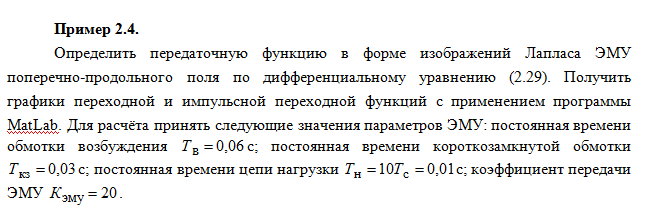 Пример 2.4.
Определить передаточную функцию в форме изображений Лапласа ЭМУ
поперечно-продольного поля по дифференциальному уравнению (2.29). Получить
графики переходной и импульсной переходной функций с применением программы
MatLab. Для расчёта принять следующие значения параметров ЭМУ: постоянная времени
обмотки возбуждения T_В = 0,06 с; постоянная времени короткозамкнутой обмотки
T_кз = 0,03 с; постоянная времени цепи нагрузки T_н = 10T_с = 0,01с; коэффициент передачи
ЭМУ K_эму = 20.